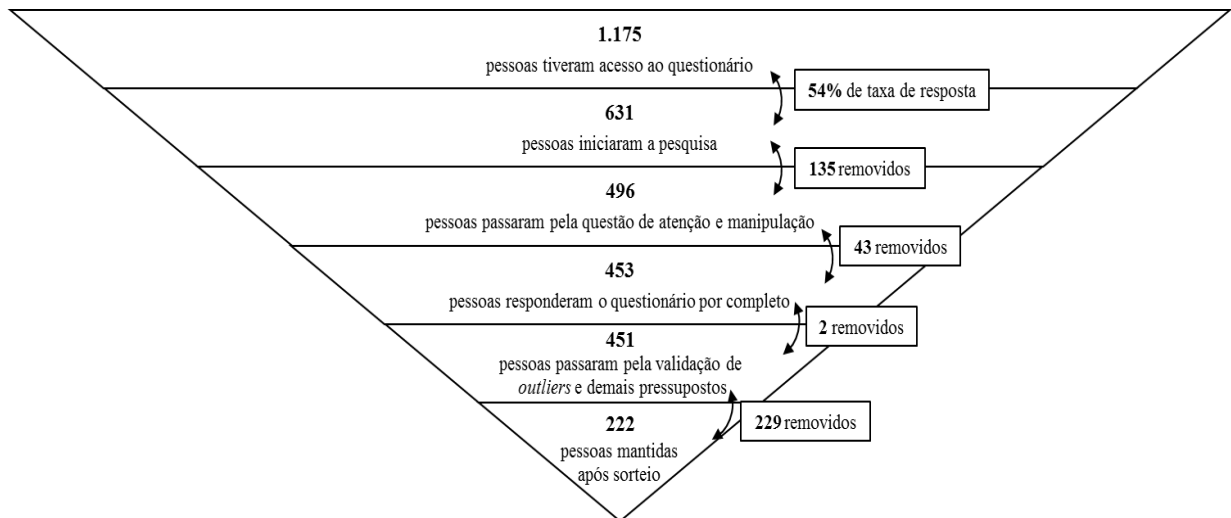 1.175
pessoas tiveram acesso ao questionário
54% de taxa de resposta
631
pessoas iniciaram a pesquisa
135 removidos
496
pessoas passaram pela questão de atenção e manipulação
43 removidos
453
pessoas responderam o questionário por completo
2 removidos
451
pessoas passaram pela validação de
outliers e demais pressupostos
229 removidos
222
pessoas mantidas
após sorteio